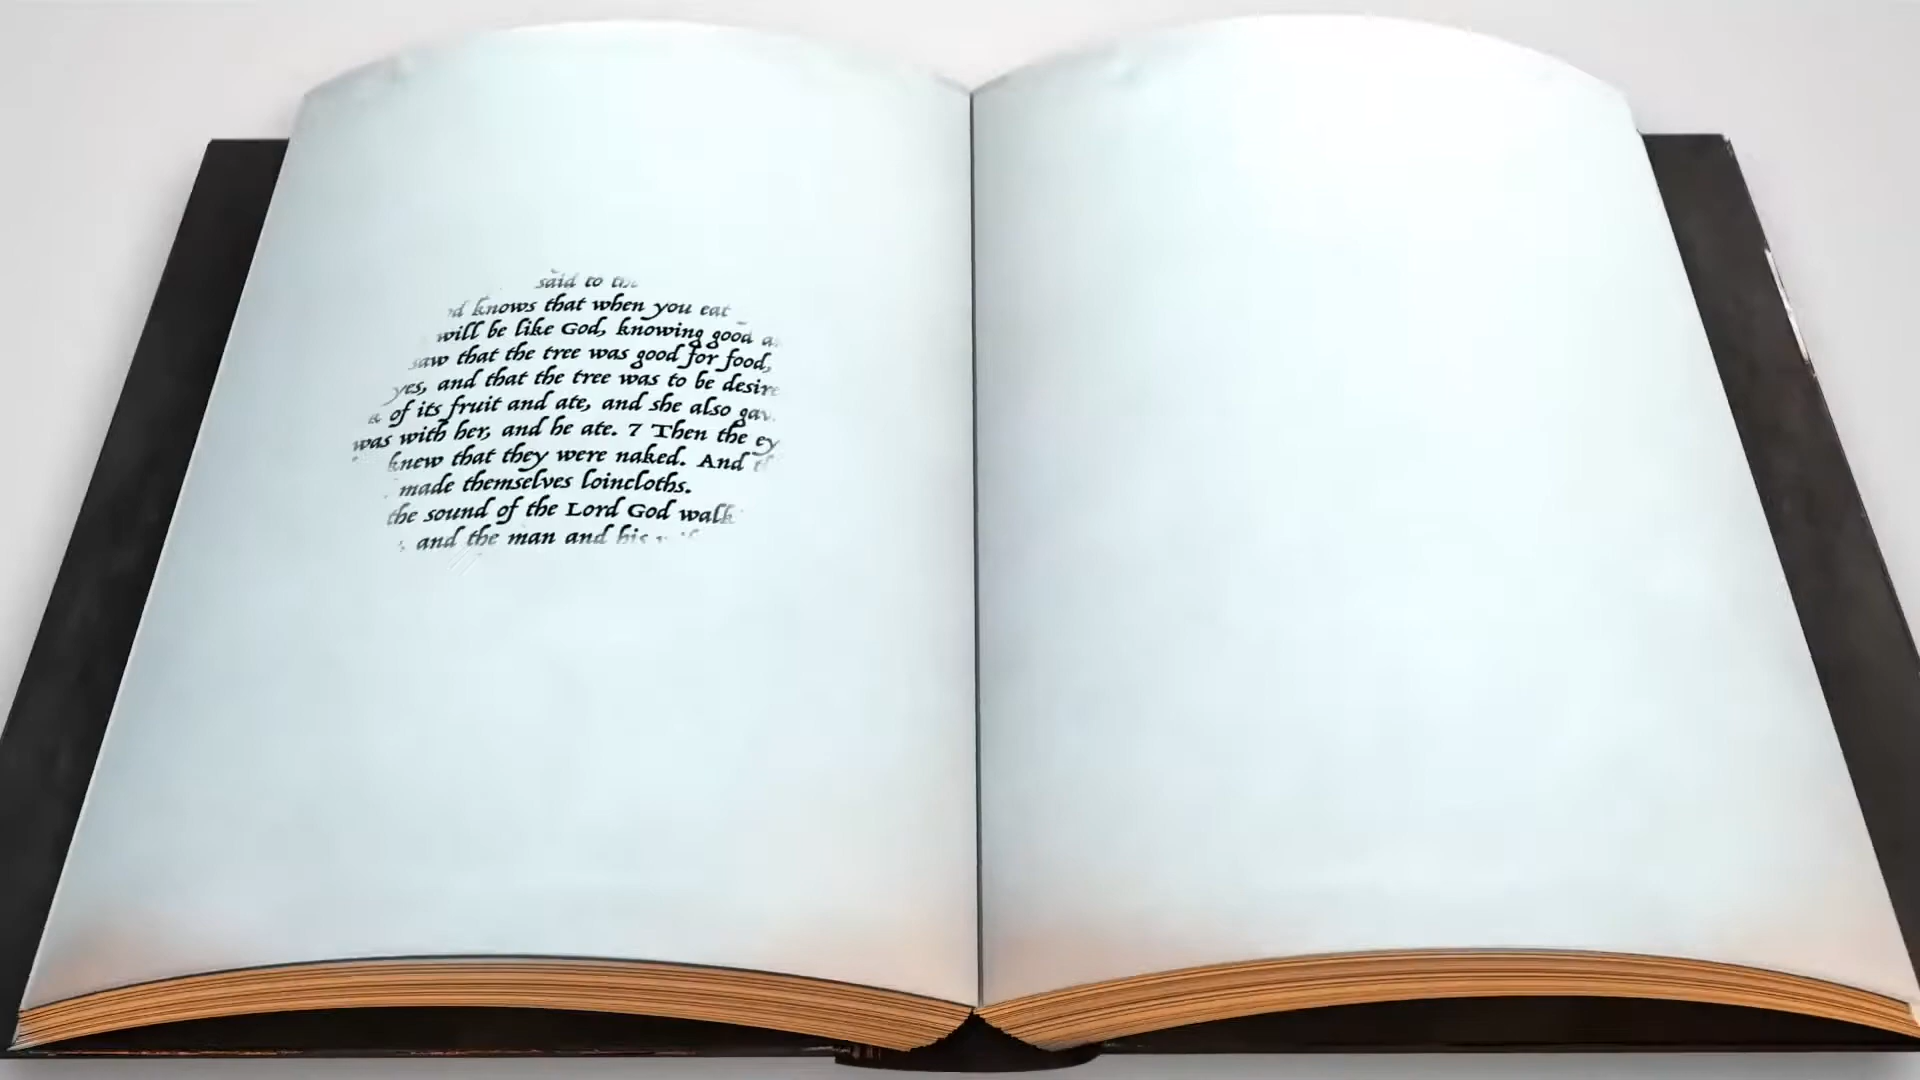 said to
knows that when you eat
will be like God, knowing good
saw that the tree was good for food,
yes, and that the tree was to be desire
of its fruit and ate, and she also gav
was with her, and he ate. 7 Then the ey
knew that they were naked. And
made themselves loincloths.
the sound of the Lord God walk
and the man and his